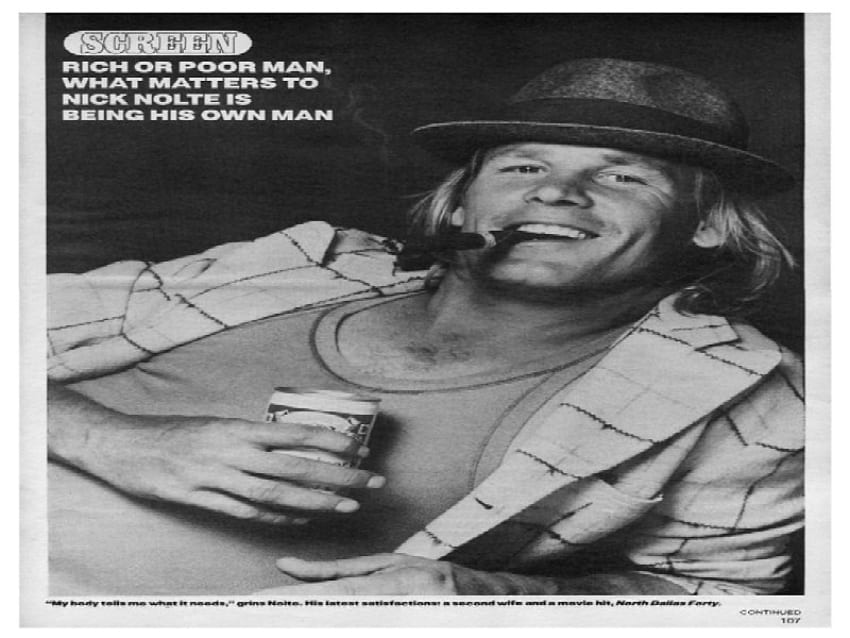 SCREEN
RICH OR POOR MAN,
WHAT MATTERS TO
NICK NOLTE IS
BEING HIS OWN MAN
"My body tells me what it needs," grins Nolte. His latest satisfactions: a second wife and a movie hit, North Dallas Forty.
CONTINUED
107